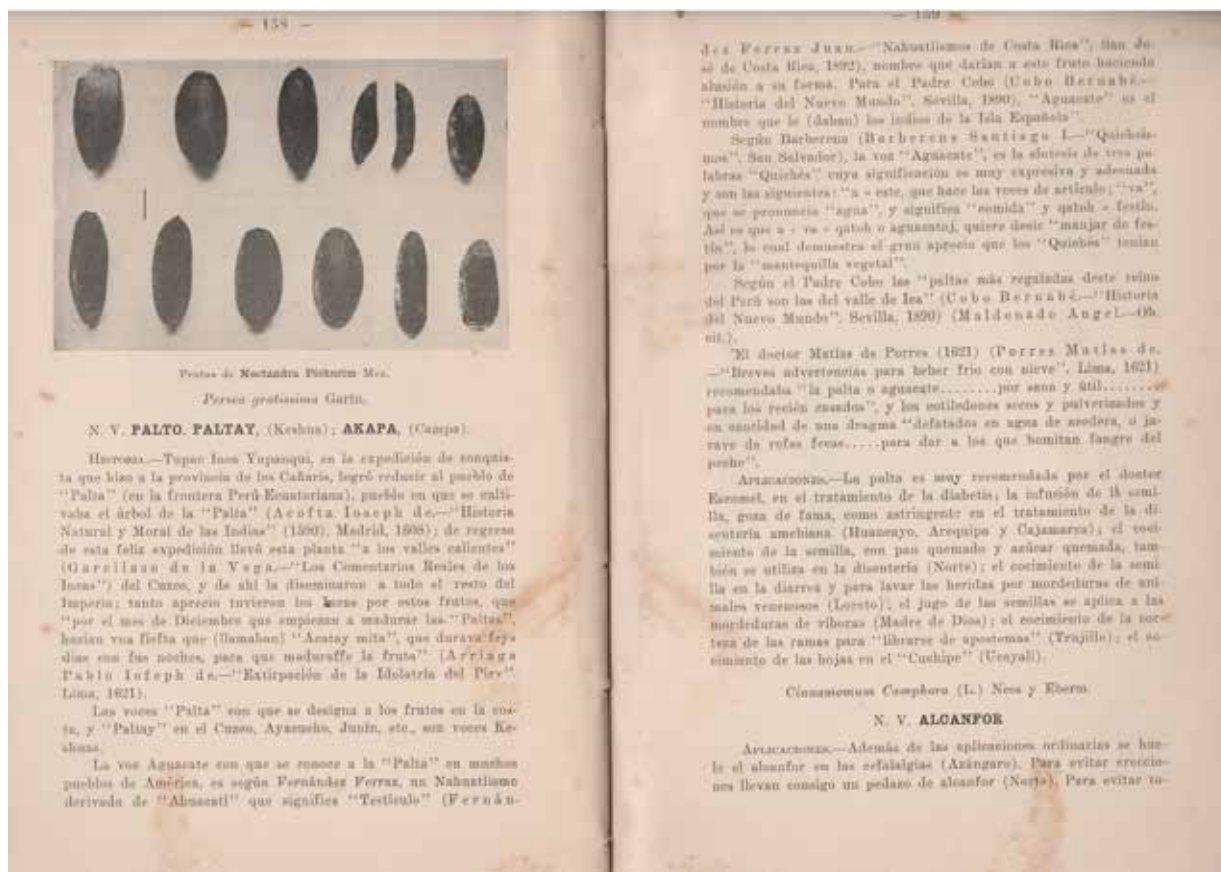 — 158 —
Frutos de Nectandra Pichurim Mez.
Persea gratissima Gartn.
N. V. PALTO, PALTAY, (Keshua); AKAPA, (Campa).
HISTORIA.—Tupac Inca Yupanqui, en la expedición de conquis-
ta que hizo a la provincia de los Cañaris, logró reducir al pueblo de
"Palta" (en la frontera Perú-Ecuatoriana), pueblo en que se culti-
vaba el árbol de la "Palta" (Acofta Ioseph de.—"Historia
Natural y Moral de las Indias" (1590). Madrid, 1608); de regreso
de esta feliz expedición llevó esta planta "a los valles calientes"
(Garcilaso de la Vega.—"Los Comentarios Reales de los
Incas") del Cuzco, y de ahí la diseminaron a todo el resto del
Imperio; tanto aprecio tuvieron los Incas por estos frutos, que
"por el mes de Diciembre que empiezan a madurar las "Paltas",
hazian vna fiefta que (llamaban) "Acatay mita", que durava feys
dias con fus noches, para que maduraffe la fruta" (Arriaga
Pablo Iofeph de.—"Extirpación de la Idolatría del Pirv"
Lima, 1621).
Las voces "Palta" con que se designa a los frutos en la cos-
ta, y "Paltay" en el Cuzco, Ayacucho, Junín, etc., son voces Ke-
shuas.
La voz Aguacate con que se conoce a la "Palta" en muchos
pueblos de América, es según Fernández Ferraz, un Nahuatlismo
derivado de "Ahuacatl" que significa "Testículo" (Fernán-
— 159 —
dez Ferraz Juan.—"Nahuatlismos de Costa Rica", San Jo-
sé de Costa Rica, 1892), nombre que darían a este fruto haciendo
alusión a su forma. Para el Padre Cobo (Cobo Bernabé.—
"Historia del Nuevo Mundo". Sevilla, 1890), "Aguacate" es el
nombre que le (daban) los indios de la Isla Española".
Según Barberena (Barberena Santiago I.—"Quicheis-
mos". San Salvador), la voz "Aguacate", es la síntesis de tres pa-
labras "Quichés" cuya significación es muy expresiva y adecuada
y son las siguientes: "a = este, que hace las veces de artículo; "va",
que se pronuncia "agua", y significa "comida" y qatoh = festín.
Así es que a - va - qatoh o aguacatoj, quiere decir "manjar de fes-
tín", lo cual demuestra el gran aprecio que los "Quichés" tenían
por la "mantequilla vegetal".
Según el Padre Cobo las "paltas más regaladas deste reino
del Perú son las del valle de Ica" (Cobo Bernabé.—"Historia
del Nuevo Mundo". Sevilla, 1890) (Maldonado Angel.—Ob.
cit.).
El doctor Matías de Porres (1621) (Porres Matías de.
—"Breves advertencias para beber frío con nieve". Lima, 1621)
recomendaba "la palta o aguacate........por sana y útil........
para los recién casados", y los cotiledones secos y pulverizados y
en cantidad de una dragma "defatados en agua de azedera, o ja-
rave de rofas fecas.....para dar a los que bomitan fangre del
pecho".
APLICACIONES.—La palta es muy recomendada por el doctor
Escomel, en el tratamiento de la diabetis; la infusión de la semi-
lla, goza de fama, como astringente en el tratamiento de la di-
sentería amebiana (Huancayo, Arequipa y Cajamarca); el coci-
miento de la semilla, con pan quemado y azúcar quemada, tam-
bién se utiliza en la disentería (Norte); el cocimiento de la semi-
lla en la diarrea y para lavar las heridas por mordeduras de ani-
males venenosos (Loreto); el jugo de las semillas se aplica a las
mordeduras de víboras (Madre de Dios); el cocimiento de la cor-
teza de las ramas para "librarse de apostemas" (Trujillo); el co-
cimiento de las hojas en el "Cushipe" (Ucayali).
Cinnamomum Camphora (L.) Nees y Eberm.
N. V. ALCANFOR
APLICACIONES.—Además de las aplicaciones ordinarias se hue-
le el alcanfor en las cefalalgias (Azángaro). Para evitar ereccio-
nes llevan consigo un pedazo de alcanfor (Norte). Para evitar to-